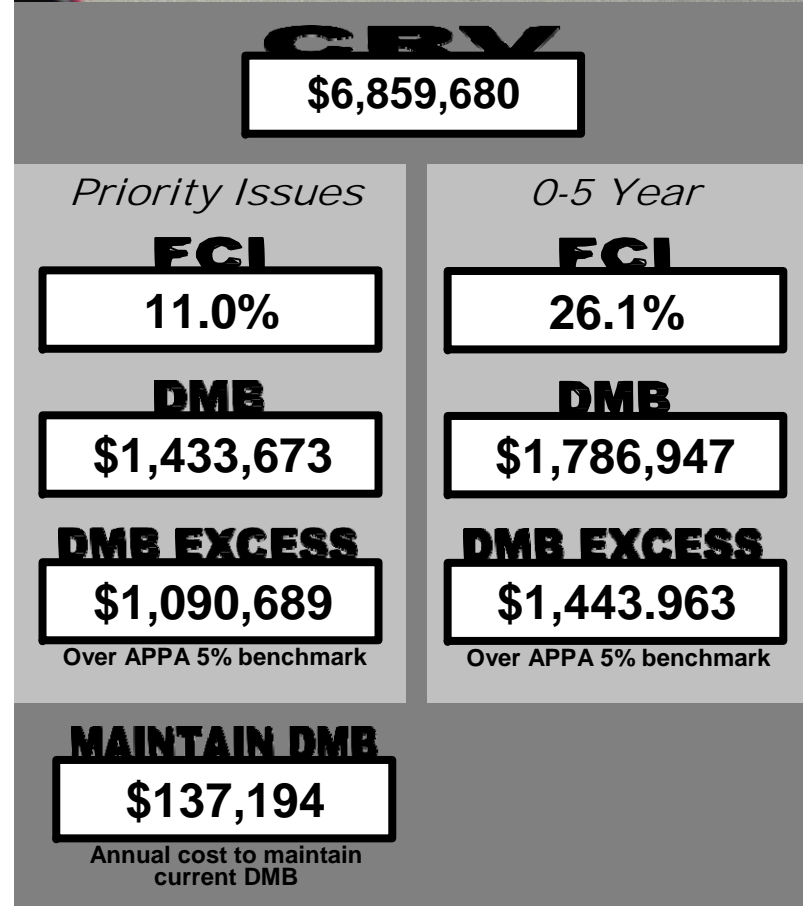 CRV
$6,859,680
Priority Issues
FCI
11.0%
DMB
$1,433,673
DMB EXCESS
$1,090,689
Over APPA 5% benchmark
0-5 Year
FCI
26.1%
DMB
$1,786,947
DMB EXCESS
$1,443.963
Over APPA 5% benchmark
MAINTAIN DMB
$137,194
Annual cost to maintain
current DMB